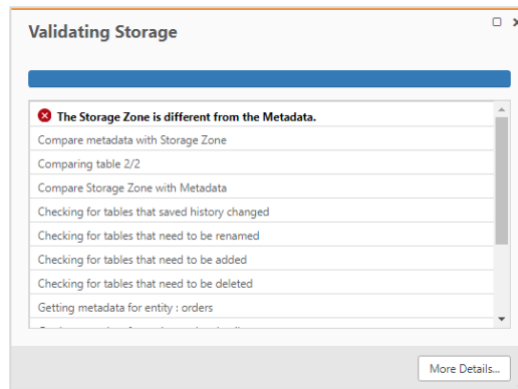 Validating Storage
The Storage Zone is different from the Metadata.
Compare metadata with Storage Zone
Comparing table 2/2
Compare Storage Zone with Metadata
Checking for tables that saved history changed
Checking for tables that need to be renamed
Checking for tables that need to be added
Checking for tables that need to be deleted
Getting metadata for entity : orders
More Details...